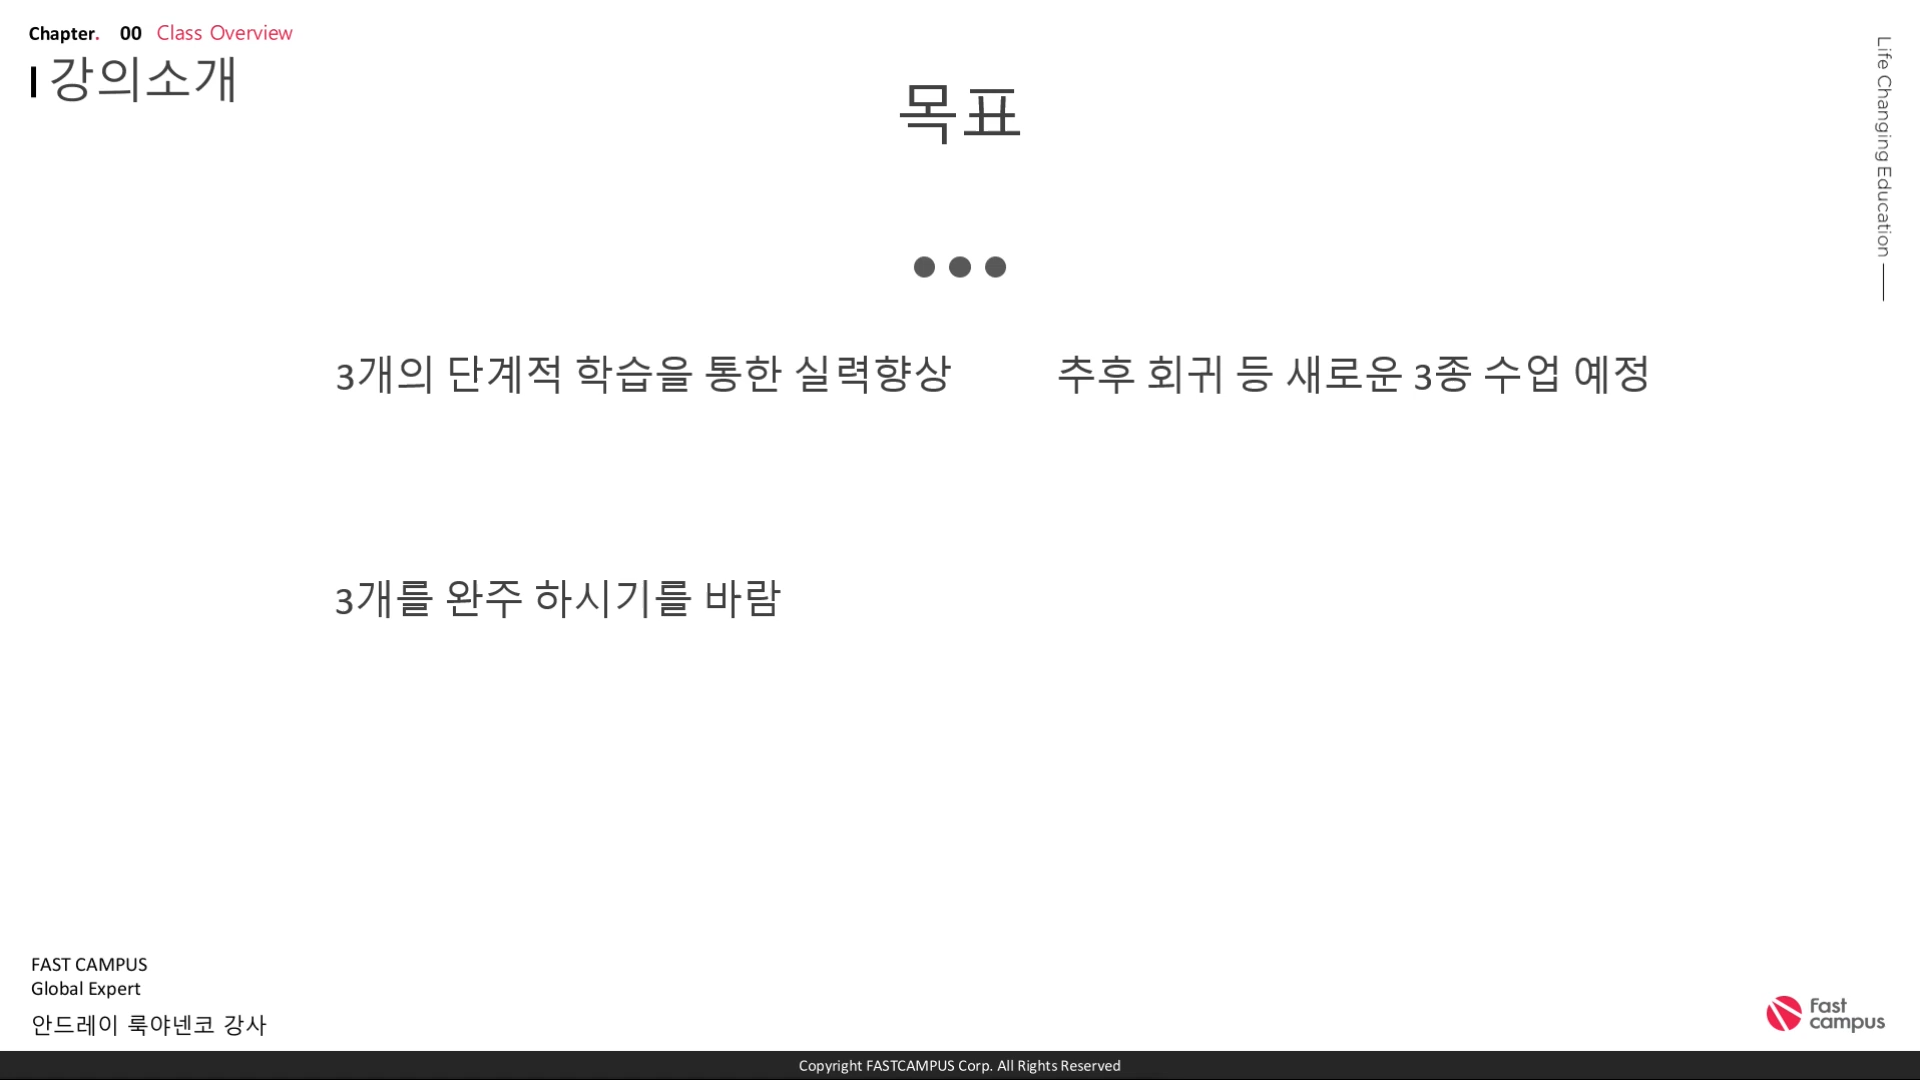 Chapter. 00 Class Overview
강의소개
목표
3개의 단계적 학습을 통한 실력향상
추후 회귀 등 새로운 3종 수업 예정
3개를 완주 하시기를 바람
Life Changing Education
FAST CAMPUS
Global Expert
안드레이 룩야넨코 강사
Fast
campus
Copyright FASTCAMPUS Corp. All Rights Reserved